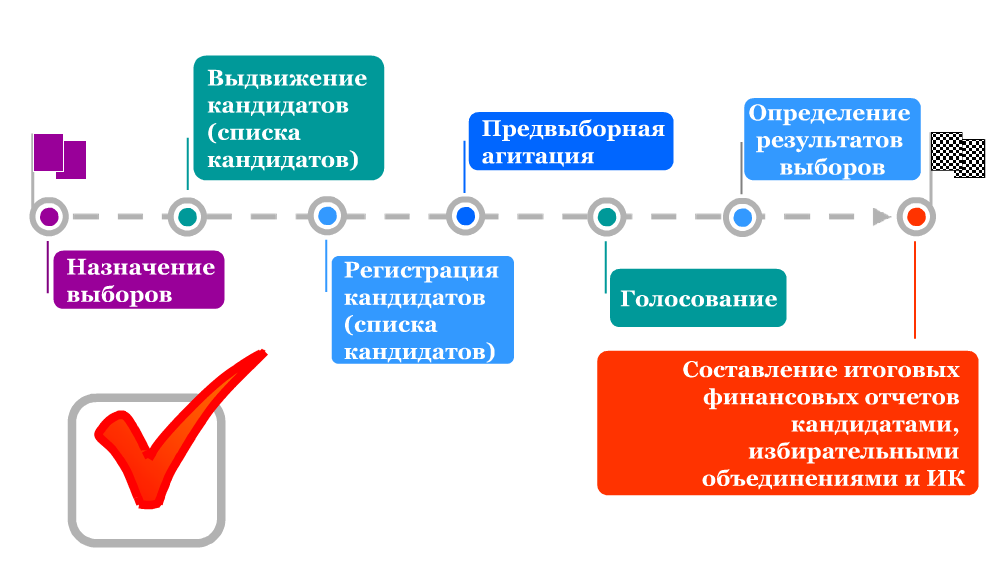 Назначение
выборов
Выдвижение
кандидатов
(списка
кандидатов)
Регистрация
кандидатов
(списка
кандидатов)
Предвыборная
агитация
Голосование
Определение
результатов
выборов
Составление итоговых
финансовых отчетов
кандидатами,
избирательными
объединениями и ИК